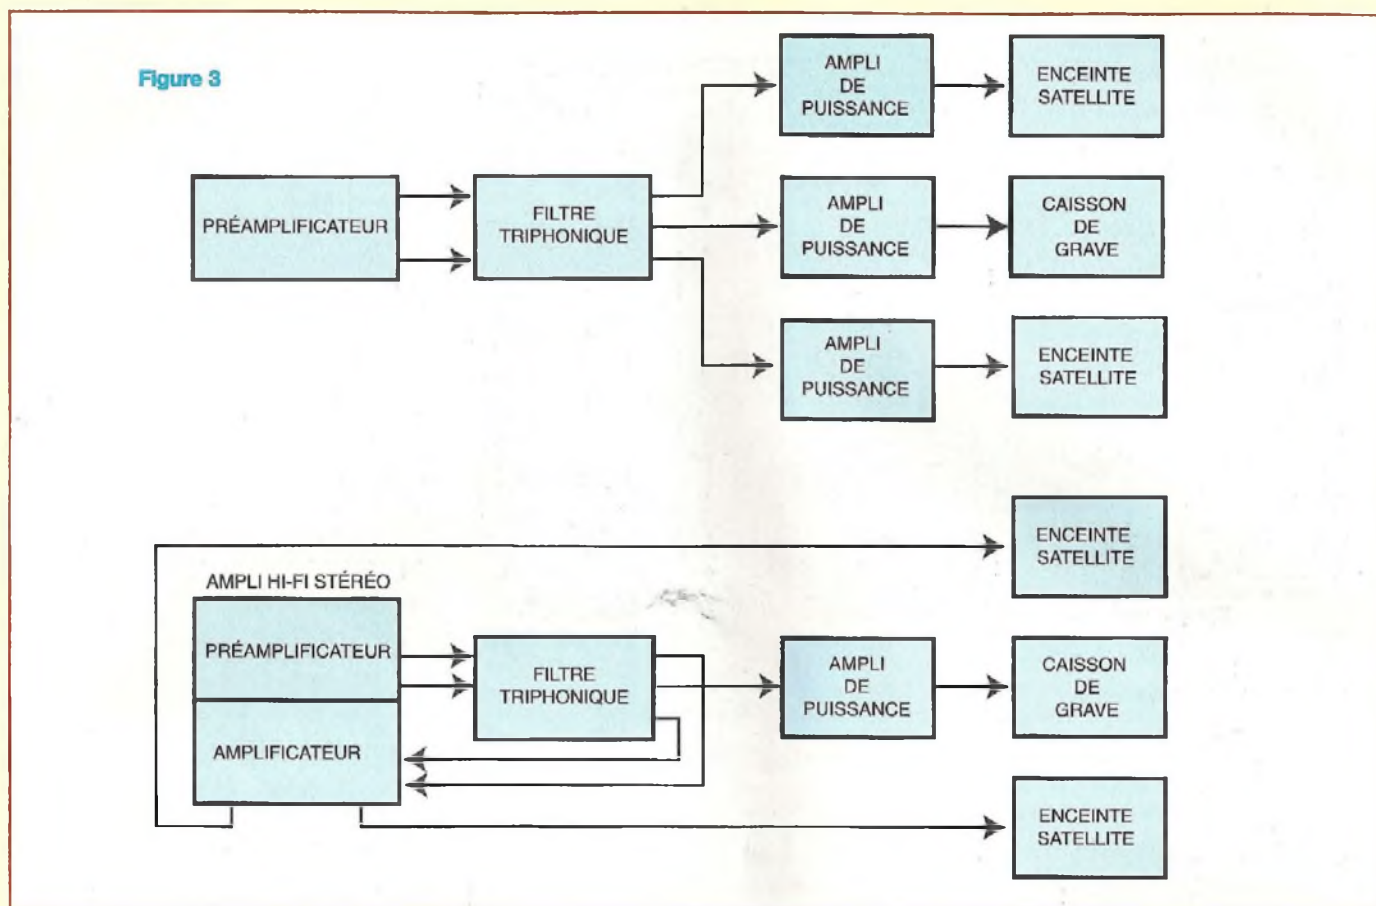 Figure 3
AMPLI
DE
PUISSANCE
ENCEINTE
SATELLITE
PRÉAMPLIFICATEUR
FILTRE
TRIPHONIQUE
AMPLI
DE
PUISSANCE
CAISSON
DE
GRAVE
AMPLI
DE
PUISSANCE
ENCEINTE
SATELLITE
ENCEINTE
SATELLITE
AMPLI HI-FI STÉRÉO
PRÉAMPLIFICATEUR
FILTRE
TRIPHONIQUE
AMPLI
DE
PUISSANCE
CAISSON
DE
GRAVE
AMPLIFICATEUR
ENCEINTE
SATELLITE